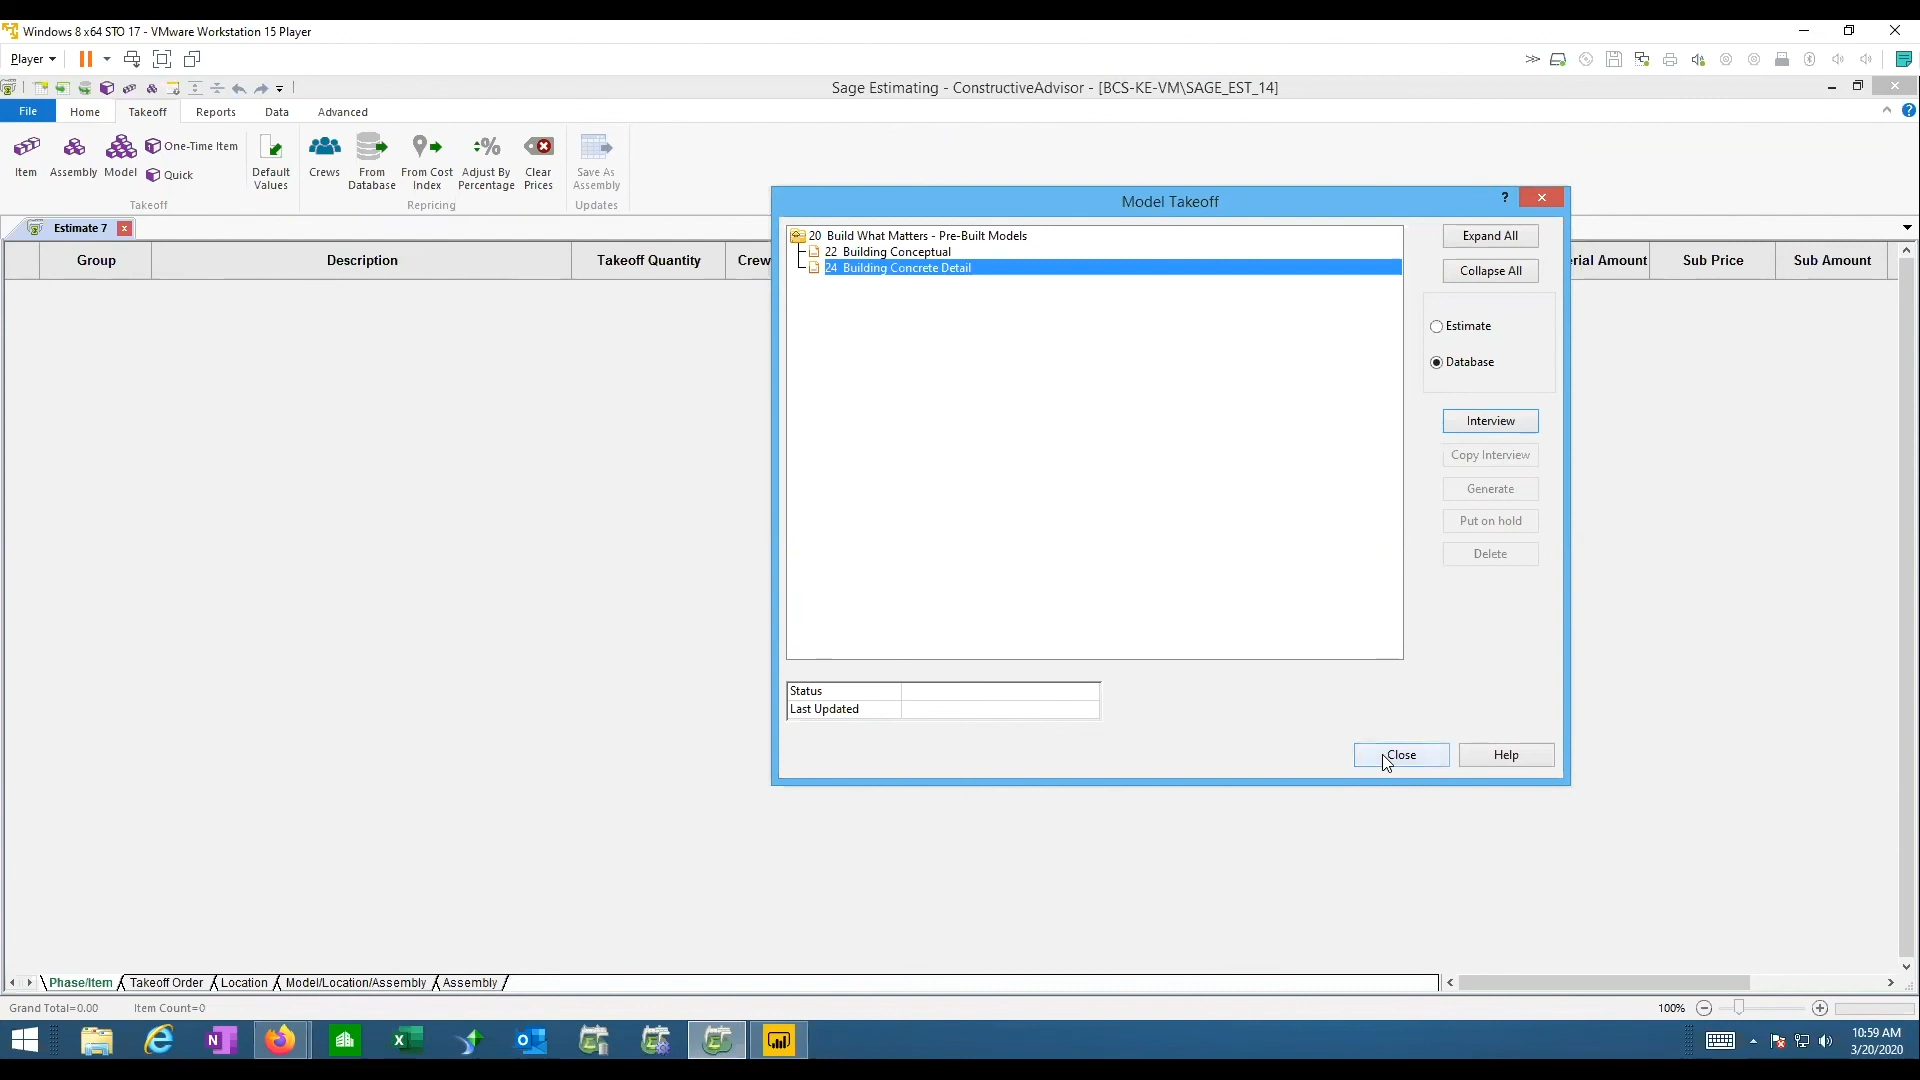 Windows 8 x64 STO 17 - VMware Workstation 15 Player
Player
Sage Estimating - ConstructiveAdvisor - [BCS-KE-VM\SAGE_EST_14]
File
Home
Takeoff
Reports
Data
Advanced
Item
Assembly
Model
One-Time Item
Quick
Default Values
Crews
From Database
From Cost Index
Adjust By Percentage
Clear Prices
Save As Assembly
Takeoff
Repricing
Updates
Estimate 7
Group
Description
Takeoff Quantity
Crew
rial Amount
Sub Price
Sub Amount
Model Takeoff
?
20 Build What Matters - Pre-Built Models
22 Building Conceptual
24 Building Concrete Detail
Expand All
Collapse All
Estimate
Database
Interview
Copy Interview
Generate
Put on hold
Delete
Status
Last Updated
Close
Help
Phase/Item
Takeoff Order
Location
Model/Location/Assembly
Assembly
Grand Total=0.00
Item Count=0
100%
10:59 AM
3/20/2020